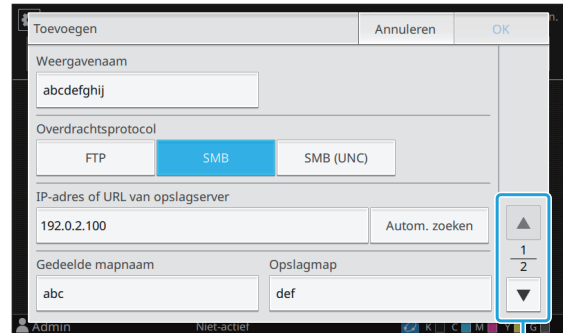 n.
Toevoegen Annuleren OK
Weergavenaam
abcdefghij
Overdrachtsprotocol
FTP SMB SMB (UNC)
IP-adres of URL van opslagserver
192.0.2.100 Autom. zoeken
1
2
Gedeelde mapnaam Opslagmap
abc def
Admin Niet-actief K C M Y G